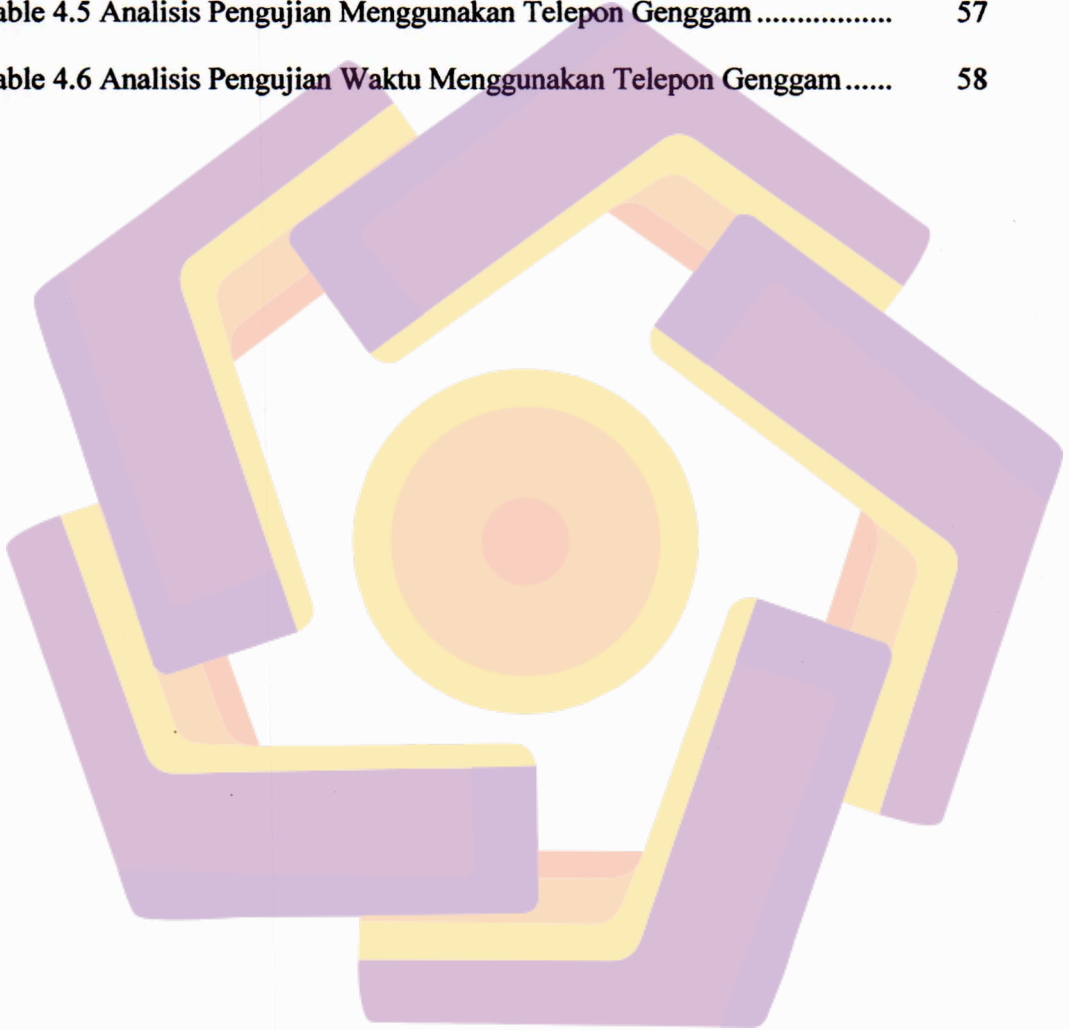 able 4.5 Analisis Pengujian Menggunakan Telepon Genggam ................. 57
able 4.6 Analisis Pengujian Waktu Menggunakan Telepon Genggam ...... 58